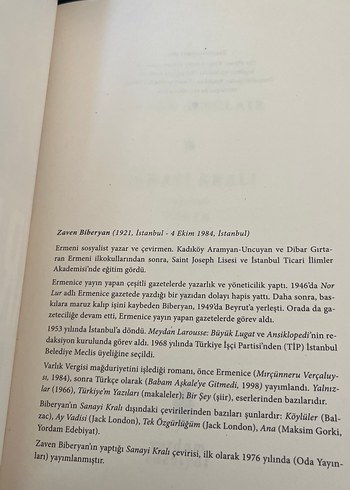 Zaven Biberyan (1921, İstanbul - 4 Ekim 1984, İstanbul)
Ermeni sosyalist yazar ve çevirmen. Kadıköy Aramyan-Uncuyan ve Dibar Gırta-
ran Ermeni ilkokullarından sonra, Saint Joseph Lisesi ve İstanbul Ticari İlimler
Akademisi'nde eğitim gördü.
Ermenice yayın yapan çeşitli gazetelerde yazarlık ve yöneticilik yaptı. 1946'da Nor
Lur adlı Ermenice gazetede yazdığı bir yazıdan dolayı hapis yattı. Daha sonra, bas-
kılara maruz kalıp işini kaybeden Biberyan, 1949'da Beyrut'a yerleşti. Orada da ga-
zeteciliğe devam etti, Ermenice yayın yapan gazetelerde görev aldı.
1953 yılında İstanbul'a döndü. Meydan Larousse: Büyük Lugat ve Ansiklopedi'nin re-
daksiyon kurulunda görev aldı. 1968 yılında Türkiye İşçi Partisi'nden (TİP) İstanbul
Belediye Meclis üyeliğine seçildi.
Varlık Vergisi mağduriyetini işlediği romanı, önce Ermenice (Mırçünneru Verçaluy-
sı, 1984), sonra Türkçe olarak (Babam Aşkale'ye Gitmedi, 1998) yayımlandı. Yalnız-
lar (1966), Türkiye'm Yazıları (makaleler); Bir Şey (şiir), eserlerinden bazılarıdır.
Biberyan'ın Sanayi Kralı dışındaki çevirilerinden bazıları şunlardır: Köylüler (Bal-
zac), Ay Vadisi (Jack London), Tek Özgürlüğüm (Jack London), Ana (Maksim Gorki,
Yordam Edebiyat).
Zaven Biberyan'ın yaptığı Sanayi Kralı çevirisi, ilk olarak 1976 yılında (Oda Yayın-
ları) yayımlanmıştır.